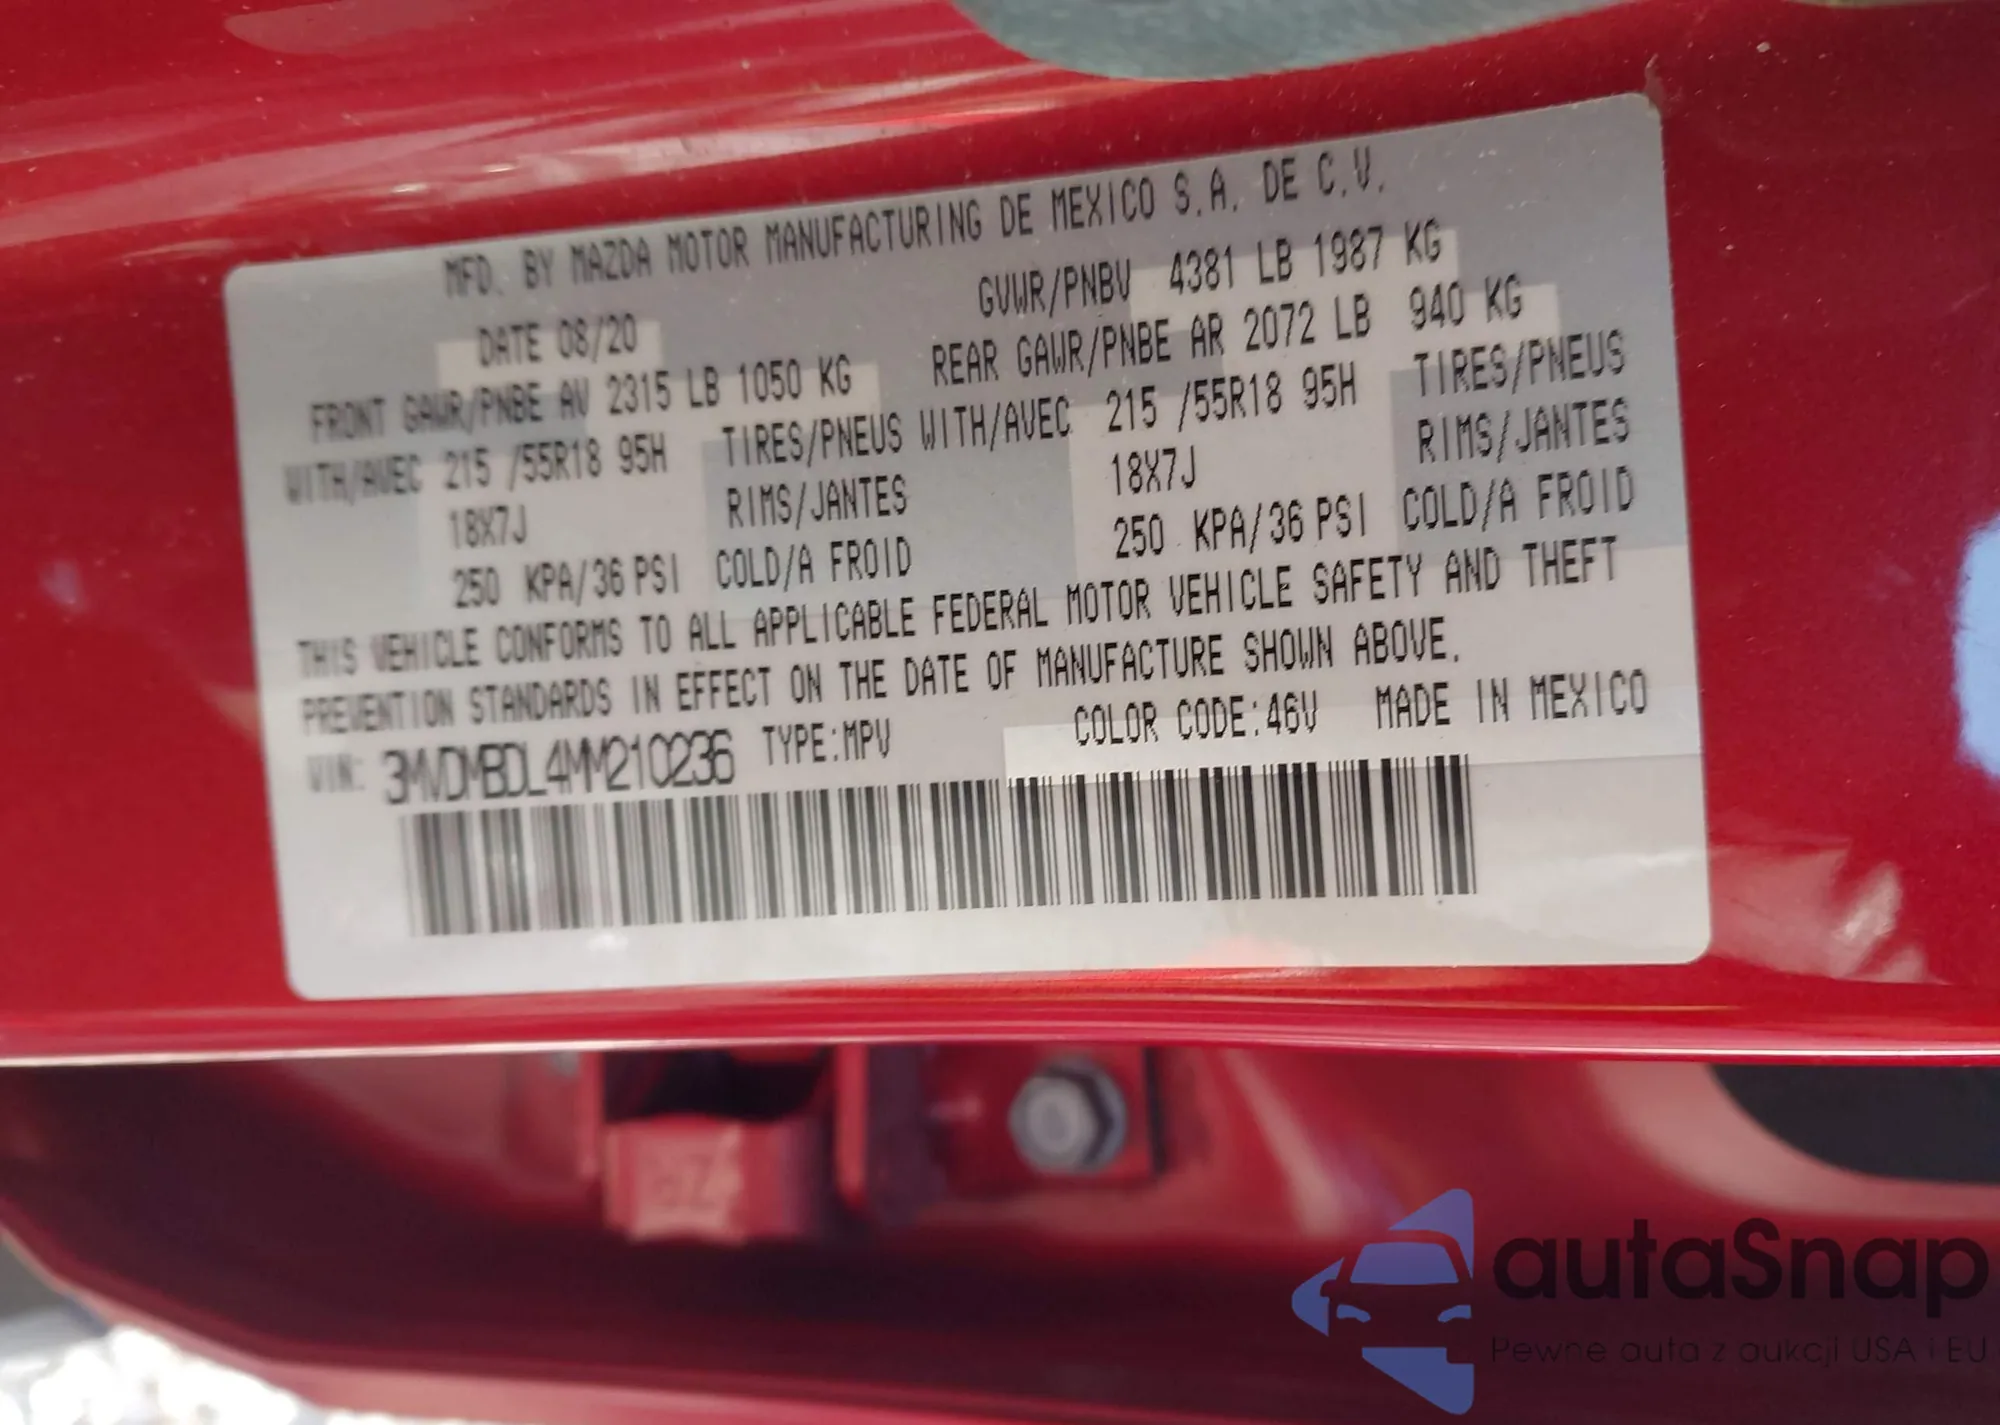 MFD. BY MAZDA MOTOR MANUFACTURING DE MEXICO S.A. DE C.V.
DATE 08/20 GVWR/PNBV 4381 LB 1987 KG
FRONT GAWR/PNBE AV 2315 LB 1050 KG REAR GAWR/PNBE AR 2072 LB 940 KG
WITH/AVEC 215 /55R18 95H TIRES/PNEUS WITH/AVEC 215 /55R18 95H TIRES/PNEUS
18X7J RIMS/JANTES 18X7J RIMS/JANTES
250 KPA/36 PSI COLD/A FROID 250 KPA/36 PSI COLD/A FROID
THIS VEHICLE CONFORMS TO ALL APPLICABLE FEDERAL MOTOR VEHICLE SAFETY AND THEFT
PREVENTION STANDARDS IN EFFECT ON THE DATE OF MANUFACTURE SHOWN ABOVE.
VIN: 3MVDMBDL4MM210236 TYPE:MPV COLOR CODE:46V MADE IN MEXICO
autaSnap
Pewne auta z aukcji USA i EU